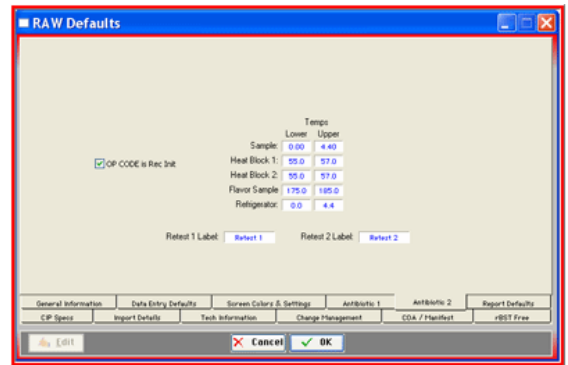 RAW Defaults
Temps
Lower Upper
Sample: 0.00 4.40
OP CODE is Rec Init
Heat Block 1: 55.0 57.0
Heat Block 2: 55.0 57.0
Flavor Sample 175.0 185.0
Refrigerator: 0.0 4.4
Retest 1 Label: Retest 1 Retest 2 Label: Retest 2
General Information Data Entry Defaults Screen Colors & Settings Antibiotic 1 Antibiotic 2 Report Defaults
CIP Specs Import Details Tech Information Change Management COA / Manifest rBST Free
Edit Cancel OK